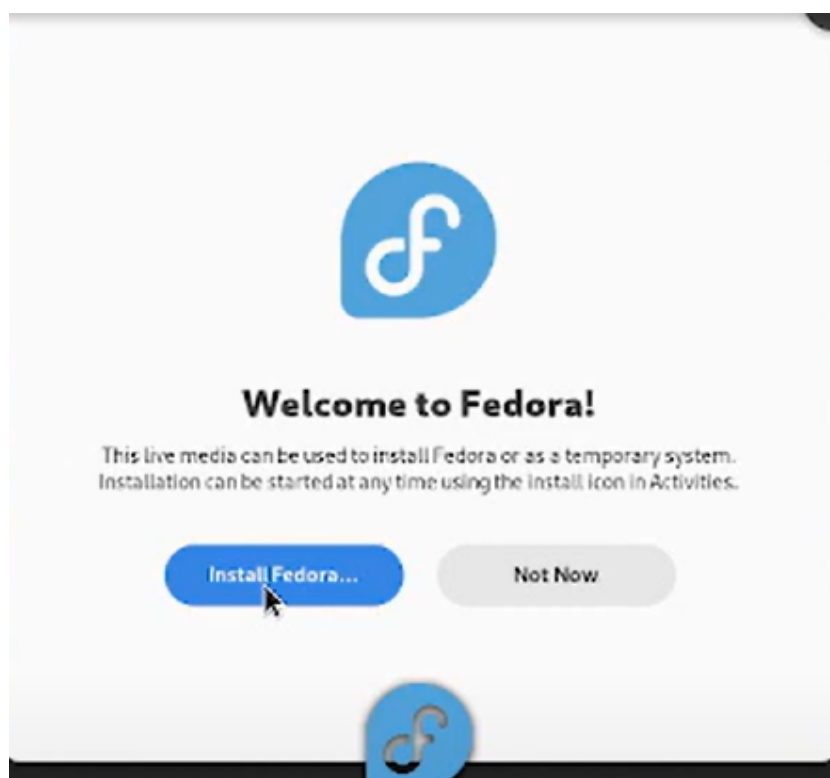 Welcome to Fedora!
This live media can be used to install Fedora or as a temporary system.
Installation can be started at any time using the install icon in Activities.
Install Fedora...
Not Now